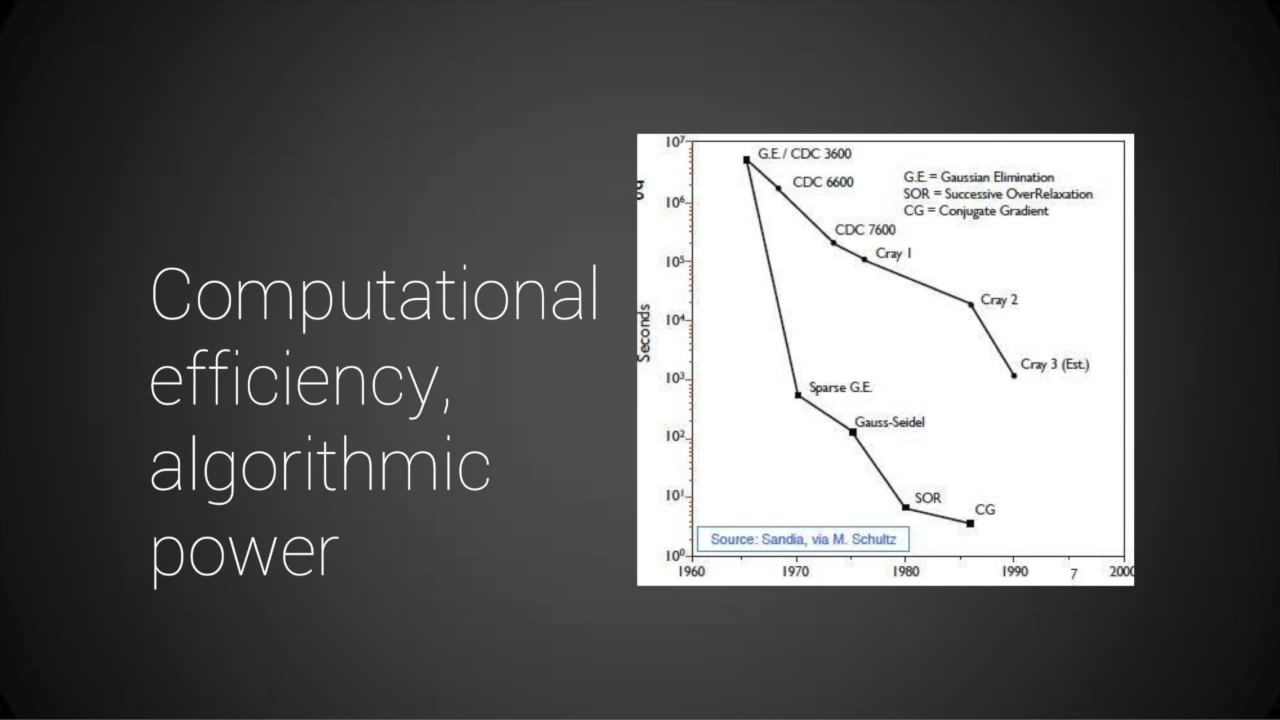 Computational
efficiency,
algorithmic
power
10⁷
10⁶
10⁵
10⁴
10³
10²
10¹
10⁰
Seconds
G.E./ CDC 3600
CDC 6600
CDC 7600
Cray 1
Cray 2
Cray 3 (Est.)
G.E. = Gaussian Elimination
SOR = Successive OverRelaxation
CG = Conjugate Gradient
Sparse G.E.
Gauss-Seidel
SOR
CG
Source: Sandia, via M. Schultz
1960 1970 1980 1990 7 2000